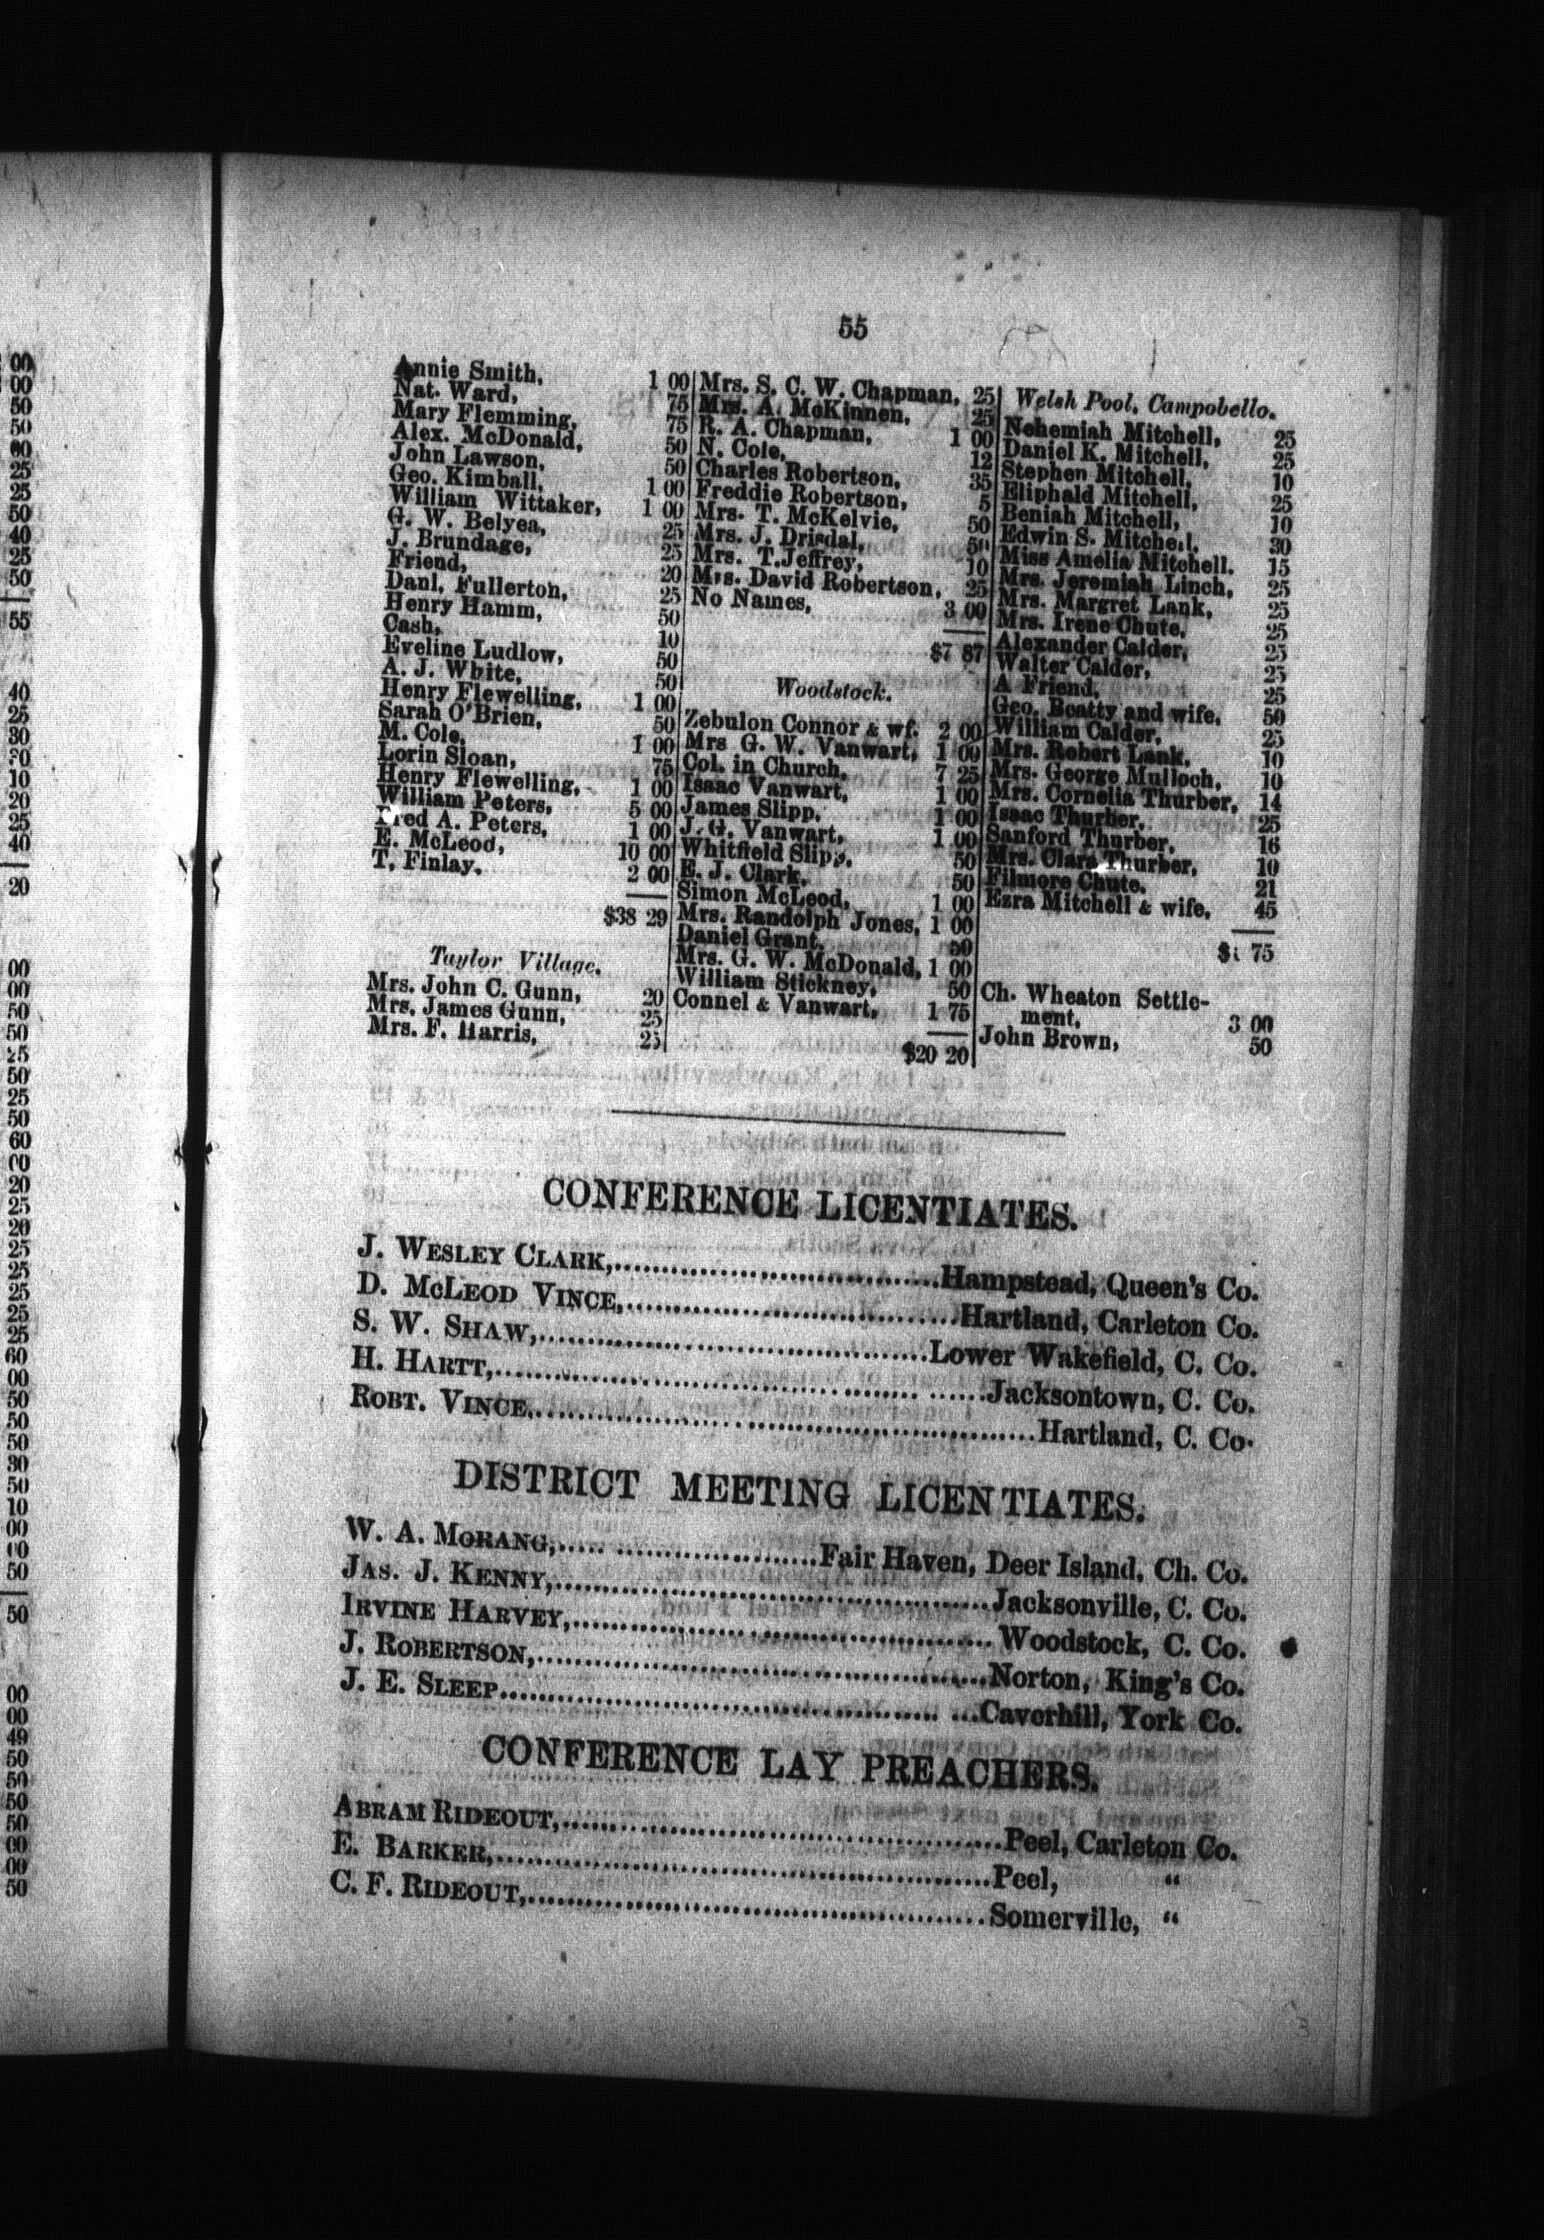 55
Annie Smith, 1 00
Nat. Ward, 75
Mary Flemming, 75
Alex. McDonald, 50
John Lawson, 50
Geo. Kimball, 1 00
William Wittaker, 1 00
G. W. Belyea, 25
J. Brundage, 25
Friend, 20
Danl. Fullerton, 25
Henry Hamm, 50
Cash, 10
Eveline Ludlow, 50
A. J. White, 50
Henry Flewelling, 1 00
Sarah O'Brien, 50
M. Cole, 1 00
Lorin Sloan, 75
Henry Flewelling, 1 00
William Peters, 5 00
Fred A. Peters, 1 00
E. McLeod, 10 00
T. Finlay, 2 00
$38 29
Taylor Village.
Mrs. John C. Gunn, 20
Mrs. James Gunn, 25
Mrs. F. Harris, 25
Mrs. S. C. W. Chapman, 25
Mrs. A. McKinnen, 25
R. A. Chapman, 1 00
N. Cole, 12
Charles Robertson, 35
Freddie Robertson, 5
Mrs. T. McKelvie, 50
Mrs. J. Drisdal, 50
Mrs. T. Jeffrey, 10
Mrs. David Robertson, 25
No Names, 3 00
$7 87
Woodstock.
Zebulon Connor & wf. 2 00
Mrs G. W. Vanwart, 1 00
Col. in Church, 7 25
Isaac Vanwart, 1 00
James Slipp, 1 00
J. G. Vanwart, 1 00
Whitfield Slipp, 50
E. J. Clark, 50
Simon McLeod, 1 00
Mrs. Randolph Jones, 1 00
Daniel Grant, 50
Mrs. G. W. McDonald, 1 00
William Stickney, 50
Connel & Vanwart, 1 75
$20 20
Welsh Pool, Campobello.
Nehemiah Mitchell, 25
Daniel K. Mitchell, 25
Stephen Mitchell, 10
Eliphald Mitchell, 25
Beniah Mitchell, 10
Edwin S. Mitchell, 30
Miss Amelia Mitchell. 15
Mrs. Jeremiah Linch, 25
Mrs. Margret Lank, 25
Mrs. Irene Chute, 25
Alexander Calder, 25
Walter Calder, 25
A Friend, 25
Geo. Beatty and wife, 50
William Calder, 25
Mrs. Robert Lank, 10
Mrs. George Mulloch, 10
Mrs. Cornelia Thurber, 14
Isaac Thurber, 25
Sanford Thurber, 16
Mrs. Clara Thurber, 10
Filmore Chute, 21
Ezra Mitchell & wife, 45
75
Ch. Wheaton Settle-
ment, 3 00
John Brown, 50
CONFERENCE LICENTIATES.
J. WESLEY CLARK,..........Hampstead, Queen's Co.
D. MCLEOD VINCE,..........Hartland, Carleton Co.
S. W. SHAW,..........Lower Wakefield, C. Co.
H. HARTT,..........Jacksontown, C. Co.
ROBT. VINCE,..........Hartland, C. Co.
DISTRICT MEETING LICENTIATES.
W. A. MORANG,..........Fair Haven, Deer Island, Ch. Co.
JAS. J. KENNY,..........Jacksonville, C. Co.
IRVINE HARVEY,..........Woodstock, C. Co.
J. ROBERTSON,..........Norton, King's Co.
J. E. SLEEP..........Caverhill, York Co.
CONFERENCE LAY PREACHERS.
ABRAM RIDEOUT,..........Peel, Carleton Co.
E. BARKER,..........Peel, "
C. F. RIDEOUT,..........Somerville, "